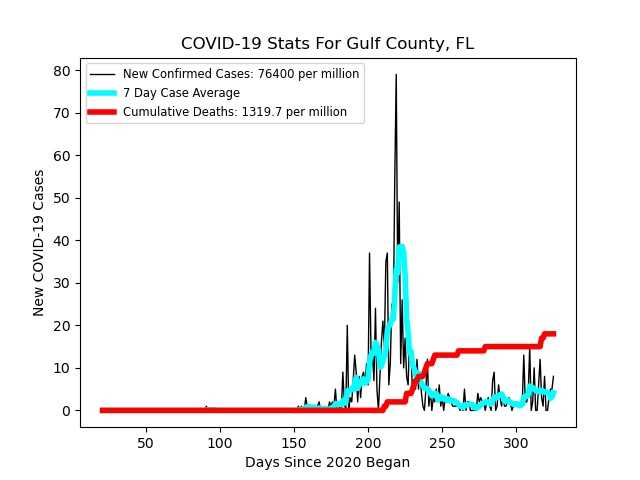 COVID-19 Stats For Gulf County, FL
New Confirmed Cases: 76400 per million
7 Day Case Average
Cumulative Deaths: 1319.7 per million
New COVID-19 Cases
80
70
60
50
40
30
20
10
0
50 100 150 200 250 300
Days Since 2020 Began